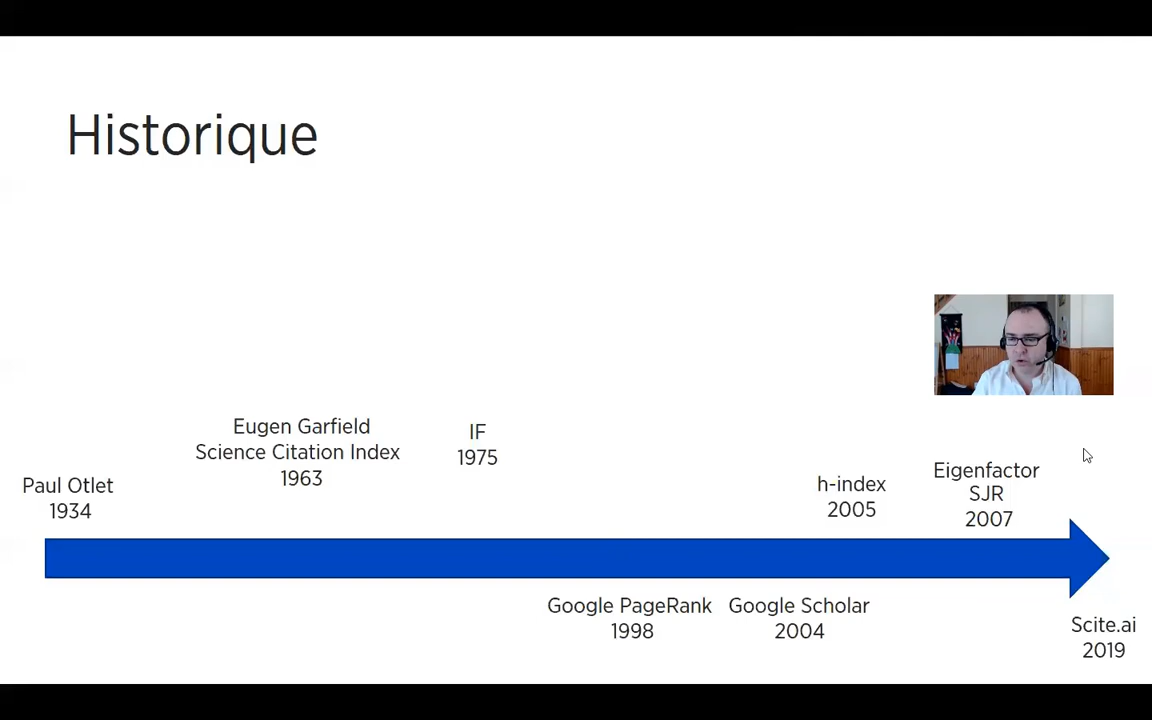 Historique
Paul Otlet
1934
Eugen Garfield
Science Citation Index
1963
IF
1975
Google PageRank
1998
Google Scholar
2004
h-index
2005
Eigenfactor
SJR
2007
Scite.ai
2019